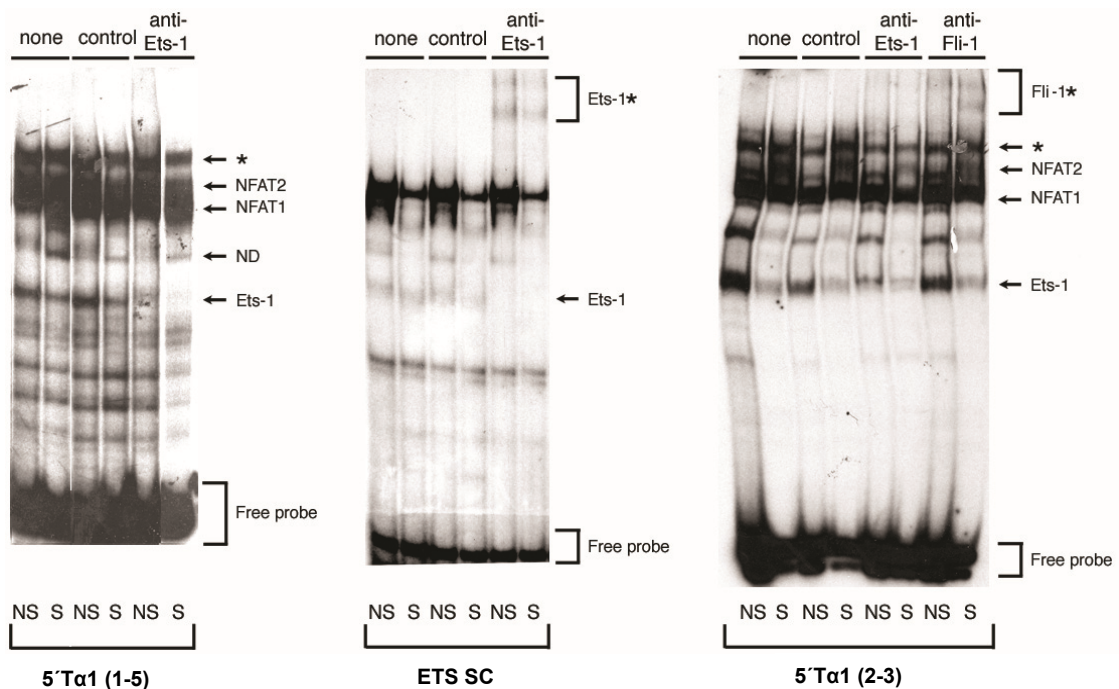 none control anti-
Ets-1
*
NFAT2
NFAT1
ND
Ets-1
Free probe
NS S NS S NS S
5´Tα1 (1-5)
none control anti-
Ets-1
Ets-1*
Ets-1
Free probe
NS S NS S NS S
ETS SC
none control anti-
Ets-1 anti-
Fli-1
Fli-1*
*
NFAT2
NFAT1
Ets-1
Free probe
NS S NS S NS S NS S
5´Tα1 (2-3)